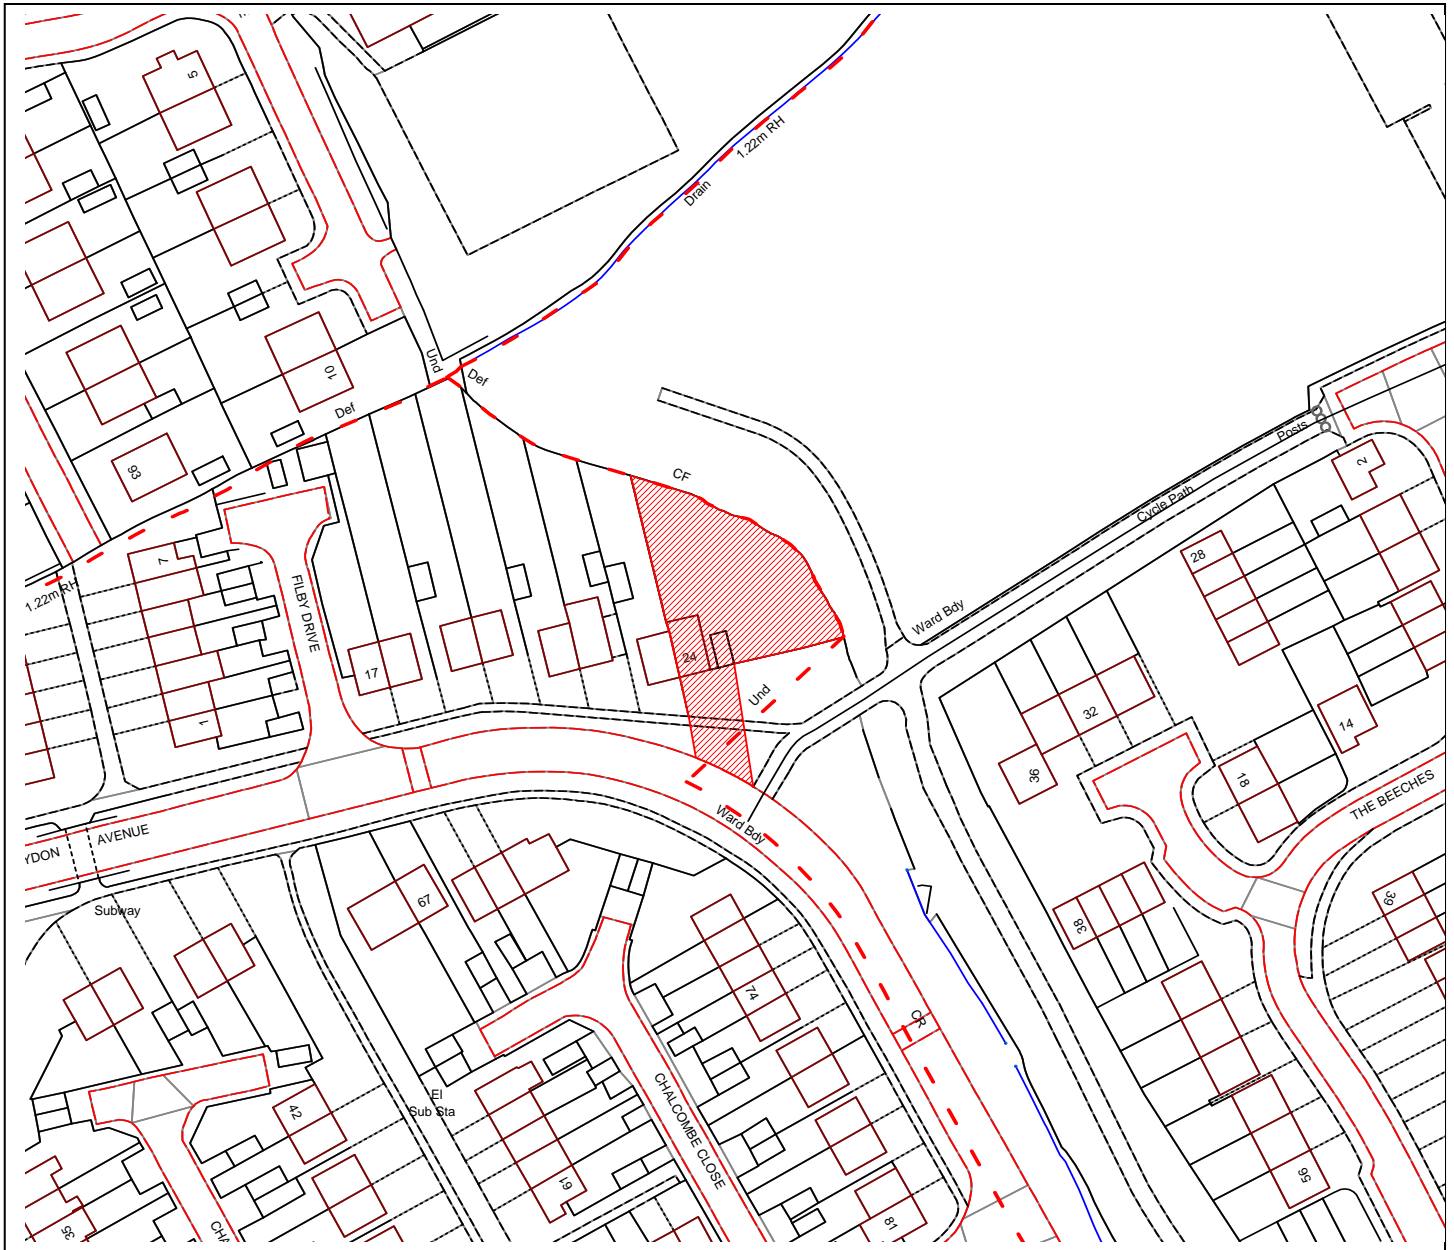 5
1.22m RH
Drain
Und
Def
10
Def
93
CF
Posts
2
Cycle Path
28
7
1.22m RH
FILBY DRIVE
Ward Bdy
24
17
Und
1
32
14
36
18
THE BEECHES
Ward Bdy
AVENUE
YDON
67
39
Subway
38
74
CR
El
Sub Sta
42
CHALCOMBE CLOSE
61
56
81
35
CHA